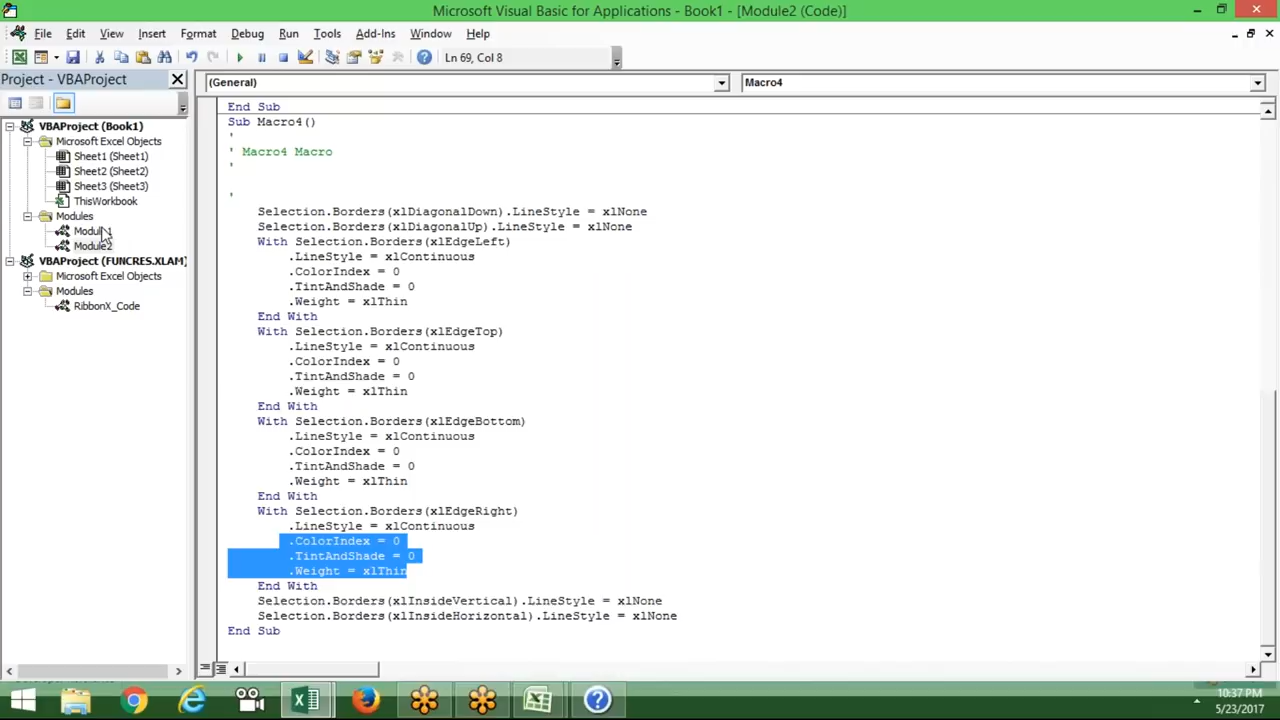 Microsoft Visual Basic for Applications - Book1 - [Module2 (Code)]
File Edit View Insert Format Debug Run Tools Add-Ins Window Help
Ln 69, Col 8
Project - VBAProject
(General)
Macro4
VBAProject (Book1)
Microsoft Excel Objects
Sheet1 (Sheet1)
Sheet2 (Sheet2)
Sheet3 (Sheet3)
ThisWorkbook
Modules
Module1
Module2
VBAProject (FUNCRES.XLAM)
Microsoft Excel Objects
Modules
RibbonX_Code
End Sub
Sub Macro4()
'
' Macro4 Macro
'
'
Selection.Borders(xlDiagonalDown).LineStyle = xlNone
Selection.Borders(xlDiagonalUp).LineStyle = xlNone
With Selection.Borders(xlEdgeLeft)
.LineStyle = xlContinuous
.ColorIndex = 0
.TintAndShade = 0
.Weight = xlThin
End With
With Selection.Borders(xlEdgeTop)
.LineStyle = xlContinuous
.ColorIndex = 0
.TintAndShade = 0
.Weight = xlThin
End With
With Selection.Borders(xlEdgeBottom)
.LineStyle = xlContinuous
.ColorIndex = 0
.TintAndShade = 0
.Weight = xlThin
End With
With Selection.Borders(xlEdgeRight)
.LineStyle = xlContinuous
.ColorIndex = 0
.TintAndShade = 0
.Weight = xlThin
End With
Selection.Borders(xlInsideVertical).LineStyle = xlNone
Selection.Borders(xlInsideHorizontal).LineStyle = xlNone
End Sub
10:37 PM
5/23/2017